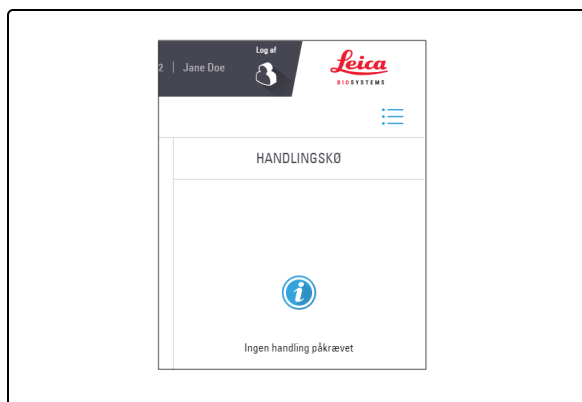 Log af
2 | Jane Doe
Leica
BIOSYSTEMS
HANDLINGSKØ
i
Ingen handling påkrævet